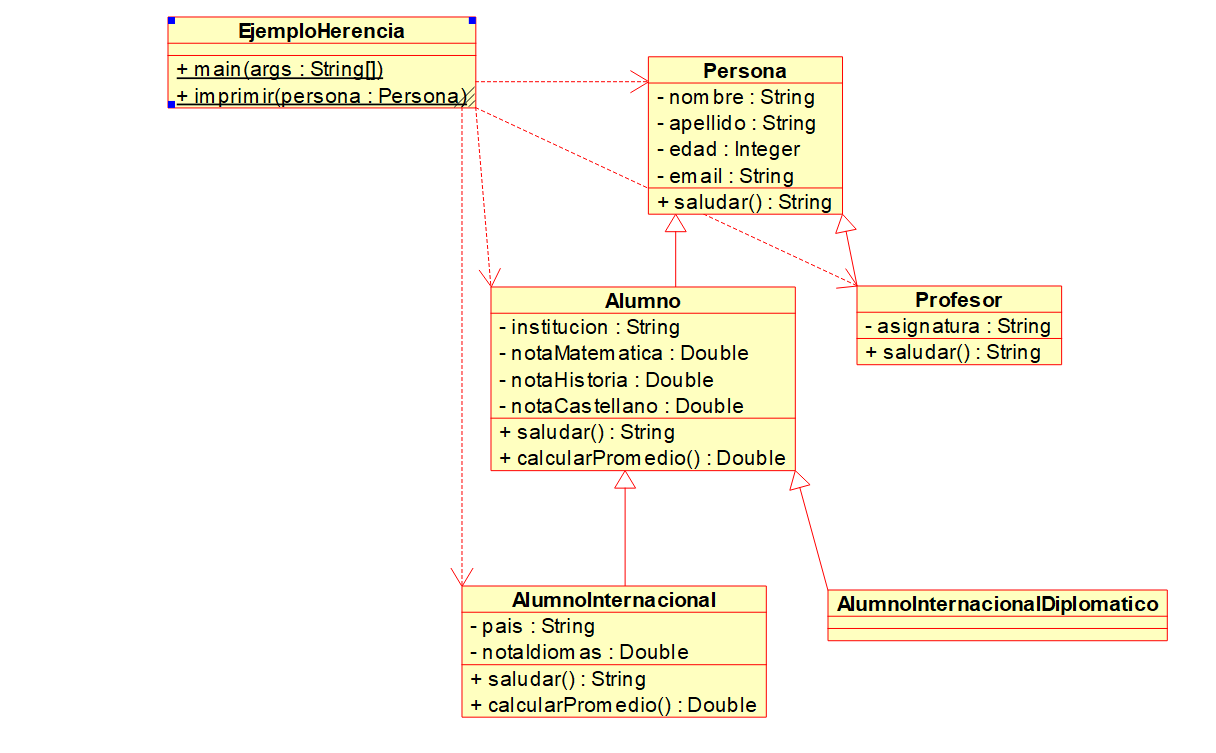 EjemploHerencia
+ main(args : String[])
+ imprimir(persona : Persona)
Persona
- nombre : String
- apellido : String
- edad : Integer
- email : String
+ saludar() : String
Alumno
- institucion : String
- notaMatematica : Double
- notaHistoria : Double
- notaCastellano : Double
+ saludar() : String
+ calcularPromedio() : Double
Profesor
- asignatura : String
+ saludar() : String
AlumnoInternacional
- pais : String
- notaIdiomas : Double
+ saludar() : String
+ calcularPromedio() : Double
AlumnoInternacionalDiplomatico